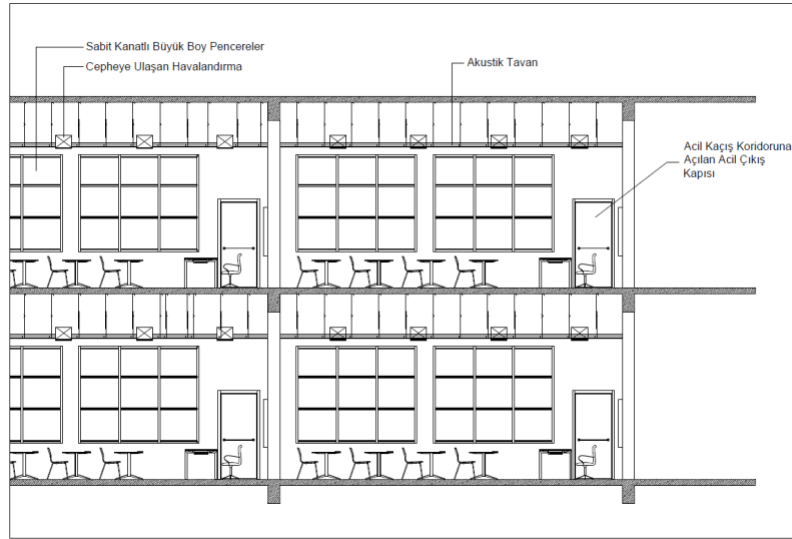 Sabit Kanatlı Büyük Boy Pencereler
Cepheye Ulaşan Havalandırma
Akustik Tavan
Acil Kaçış Koridoruna
Açılan Acil Çıkış
Kapısı